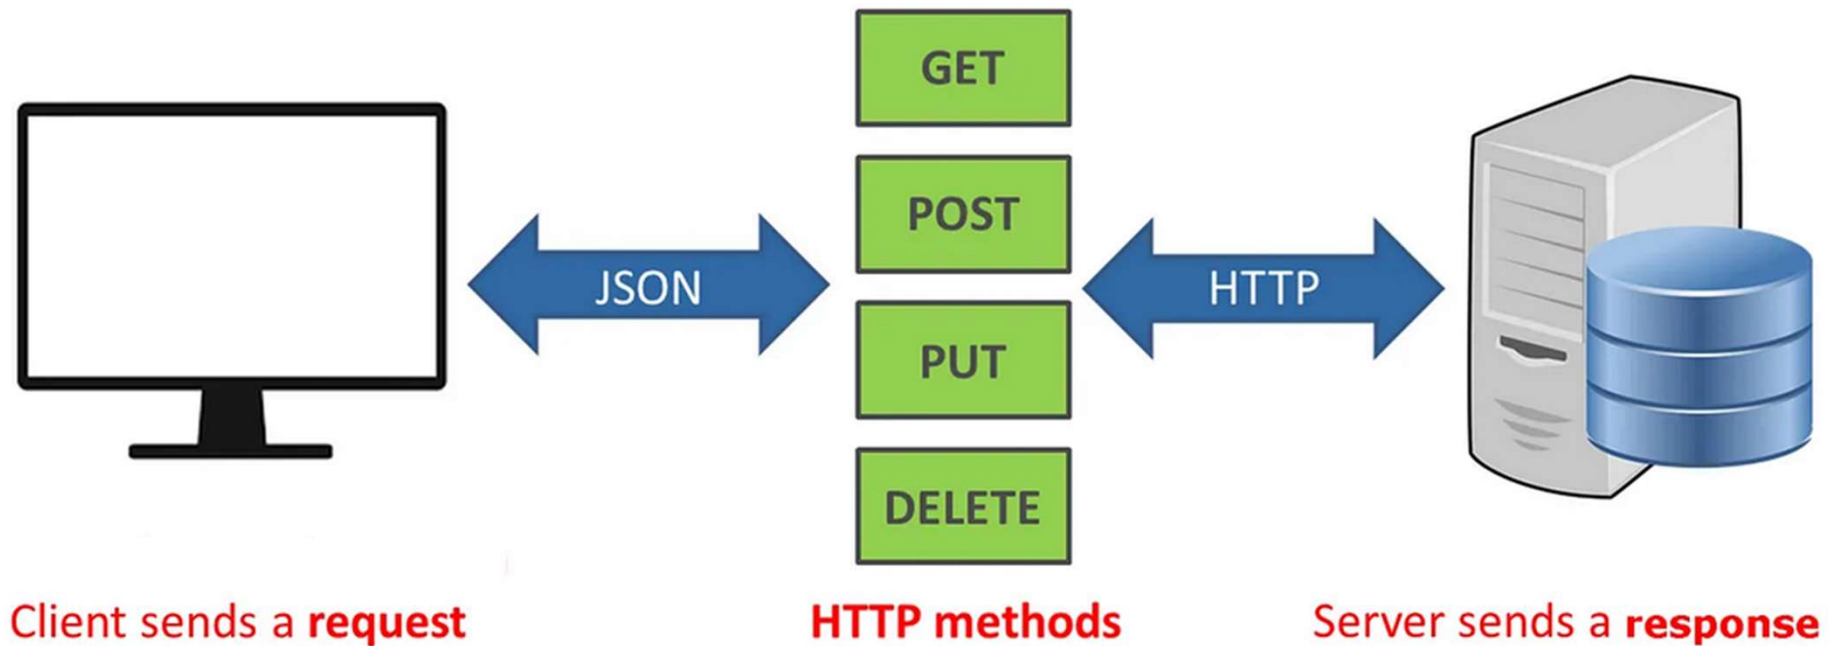 GET
POST
JSON
HTTP
PUT
DELETE
Client sends a request
HTTP methods
Server sends a response